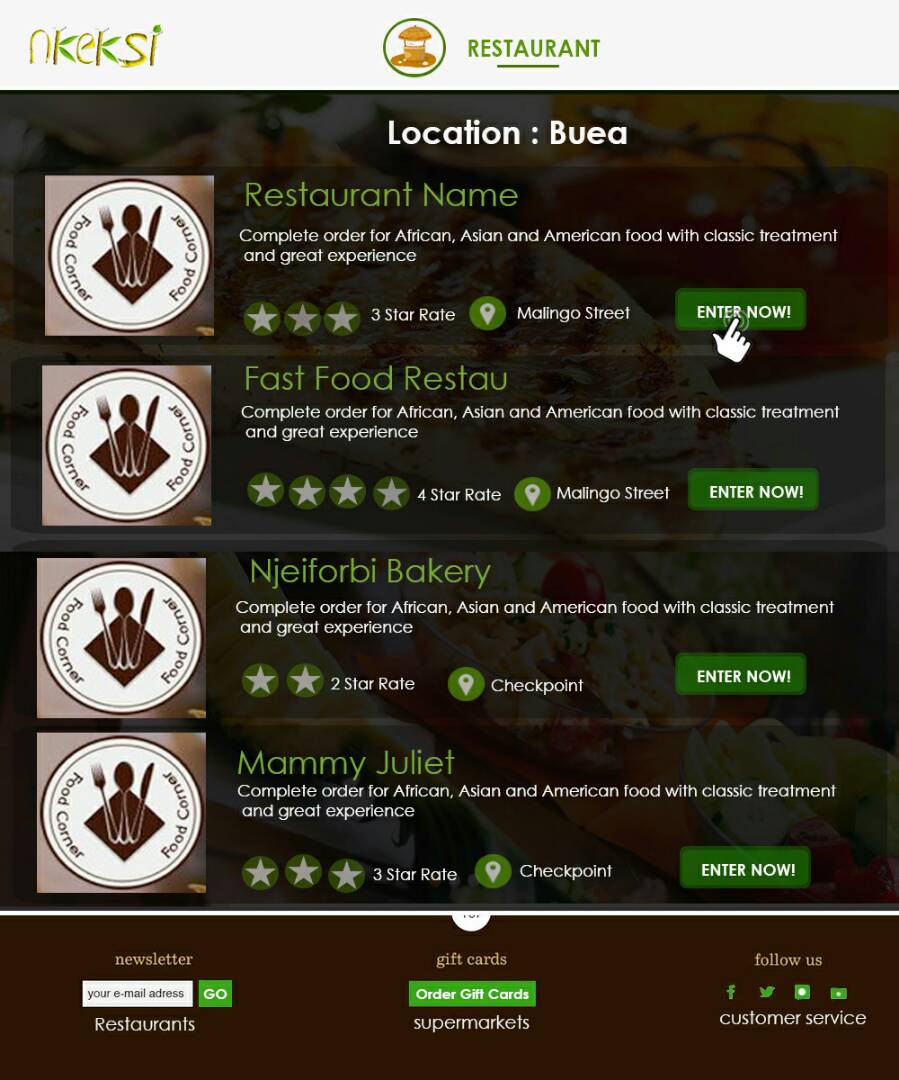 nkeksi
RESTAURANT
Location : Buea
Food Corner
Food Corner
Restaurant Name
Complete order for African, Asian and American food with classic treatment
and great experience
3 Star Rate
Malingo Street
ENTER NOW!
Food Corner
Food Corner
Fast Food Restau
Complete order for African, Asian and American food with classic treatment
and great experience
4 Star Rate
Malingo Street
ENTER NOW!
Food Corner
Food Corner
Njeiforbi Bakery
Complete order for African, Asian and American food with classic treatment
and great experience
2 Star Rate
Checkpoint
ENTER NOW!
Food Corner
Food Corner
Mammy Juliet
Complete order for African, Asian and American food with classic treatment
and great experience
3 Star Rate
Checkpoint
ENTER NOW!
newsletter
your e-mail adress
GO
Restaurants
gift cards
Order Gift Cards
supermarkets
follow us
customer service